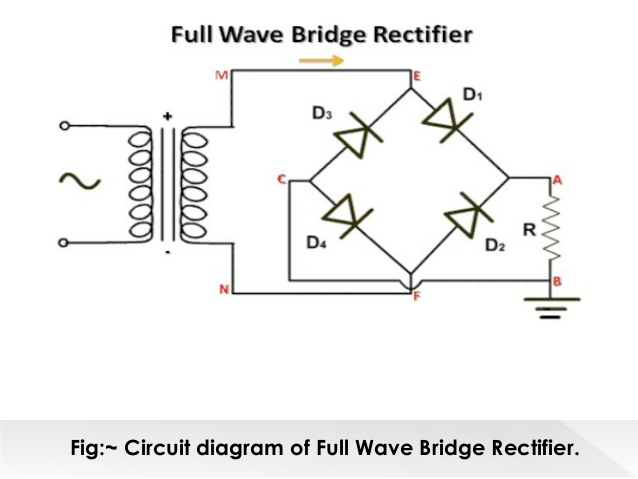 Full Wave Bridge Rectifier
M
E
D1
+
D3
C
A
R
D4
D2
-
N
F
B
Fig:~ Circuit diagram of Full Wave Bridge Rectifier.